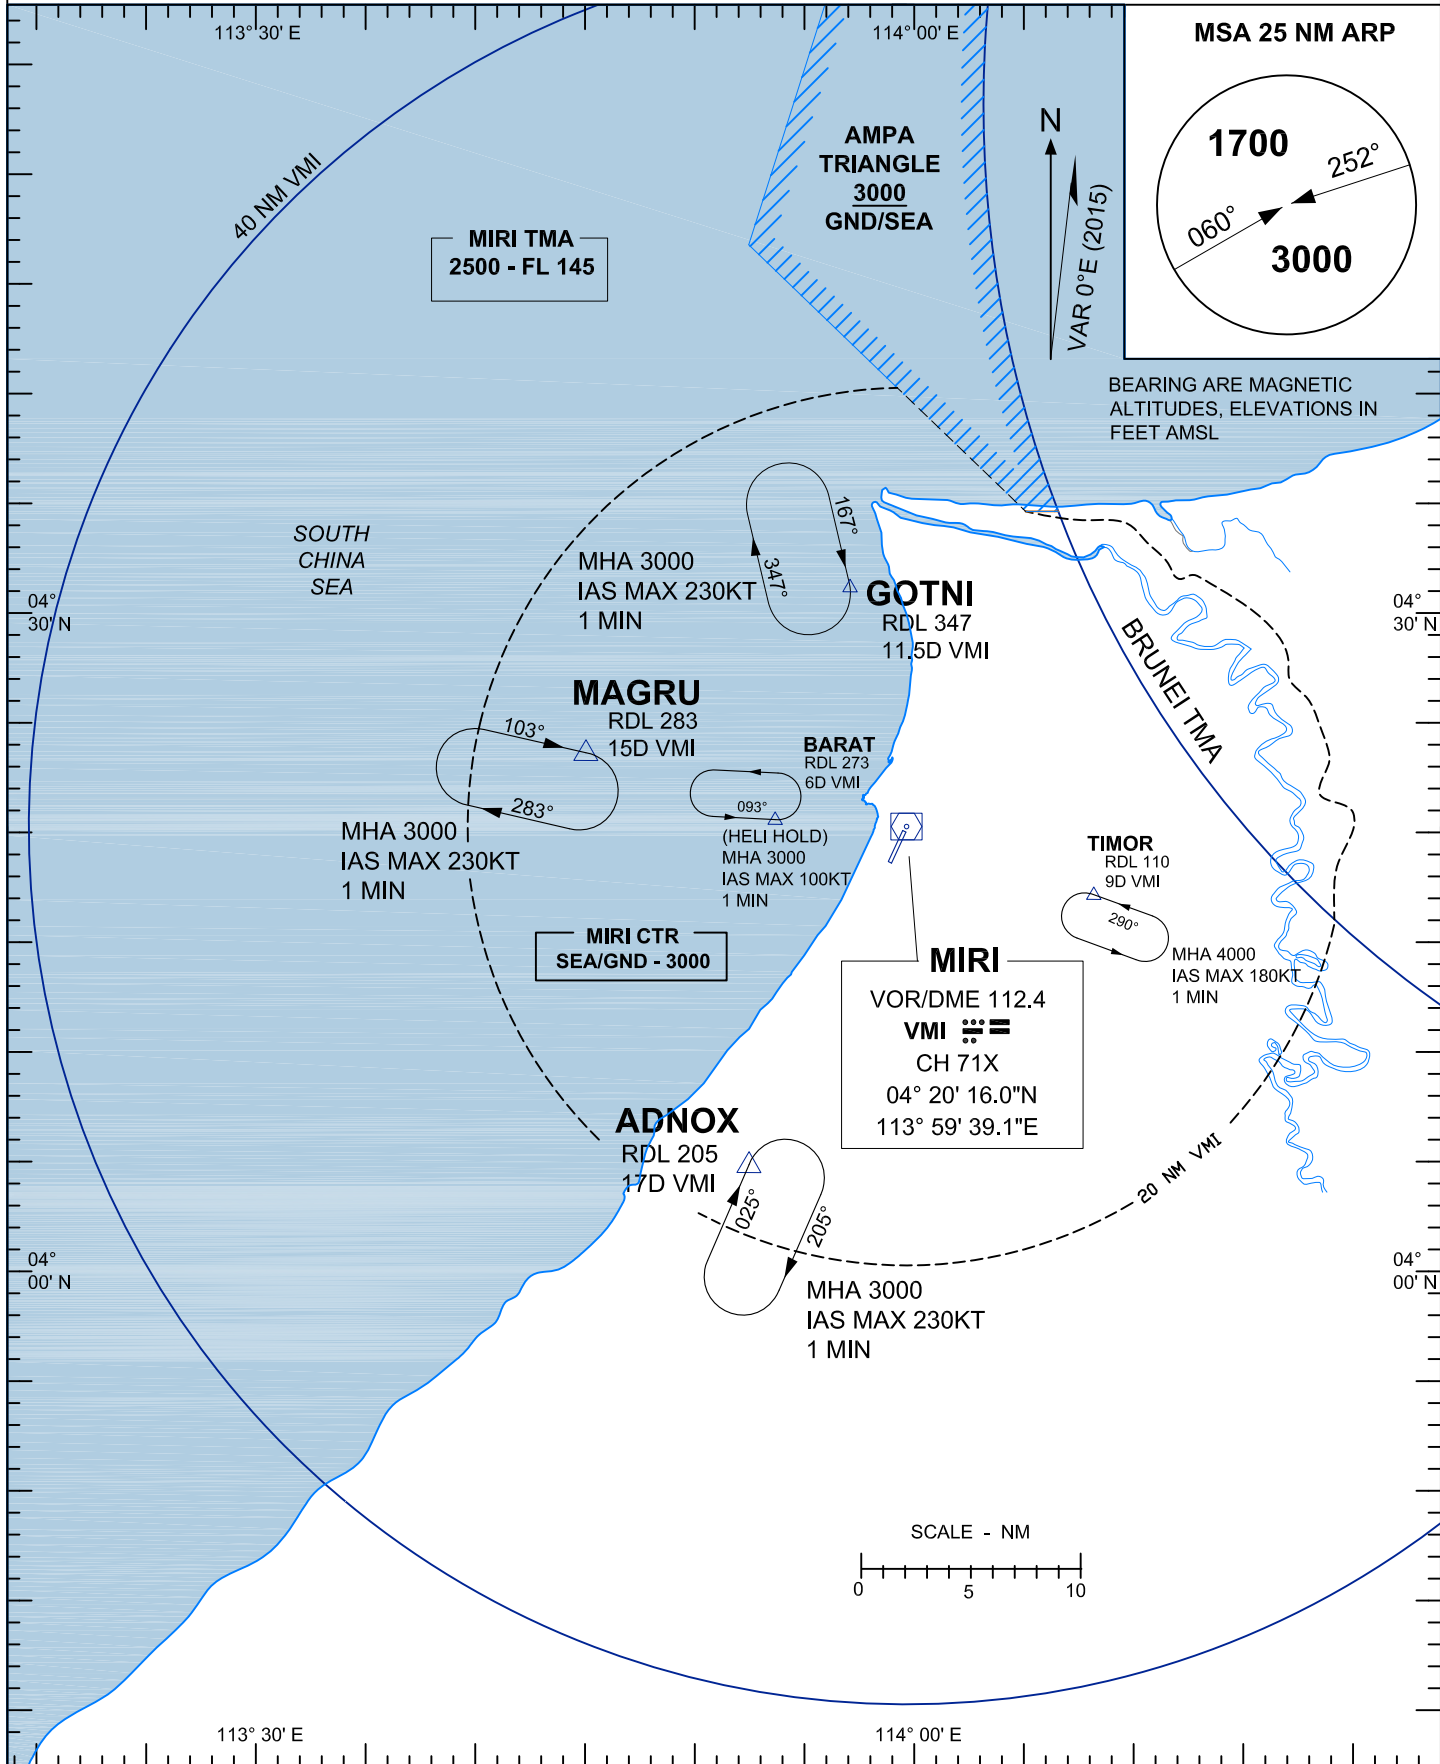 113° 30' E
114° 00' E
MSA 25 NM ARP
1700
252°
060°
3000
40 NM VMI
AMPA
TRIANGLE
3000
GND/SEA
N
VAR 0°E (2015)
MIRI TMA
2500 - FL 145
BEARING ARE MAGNETIC
ALTITUDES, ELEVATIONS IN
FEET AMSL
SOUTH
CHINA
SEA
167°
347°
MHA 3000
IAS MAX 230KT
1 MIN
GOTNI
RDL 347
11.5D VMI
04°
30' N
04°
30' N
BRUNEI TMA
MAGRU
RDL 283
15D VMI
103°
283°
MHA 3000
IAS MAX 230KT
1 MIN
BARAT
RDL 273
6D VMI
093°
(HELI HOLD)
MHA 3000
IAS MAX 100KT
1 MIN
TIMOR
RDL 110
9D VMI
290°
MHA 4000
IAS MAX 180KT
1 MIN
MIRI CTR
SEA/GND - 3000
MIRI
VOR/DME 112.4
VMI
CH 71X
04° 20' 16.0"N
113° 59' 39.1"E
ADNOX
RDL 205
17D VMI
025°
205°
MHA 3000
IAS MAX 230KT
1 MIN
20 NM VMI
04°
00' N
04°
00' N
SCALE - NM
0 5 10
113° 30' E
114° 00' E